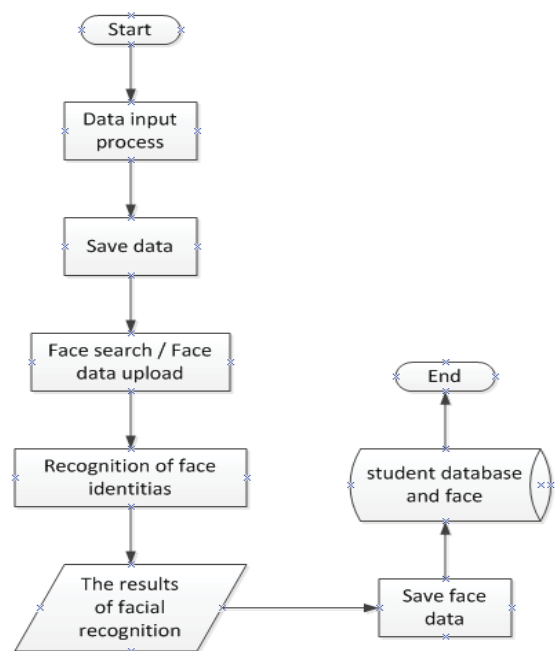 Start
Data input
process
Save data
Face search / Face
data upload
Recognition of face
identitias
The results
of facial
recognition
Save face
data
student database
and face
End